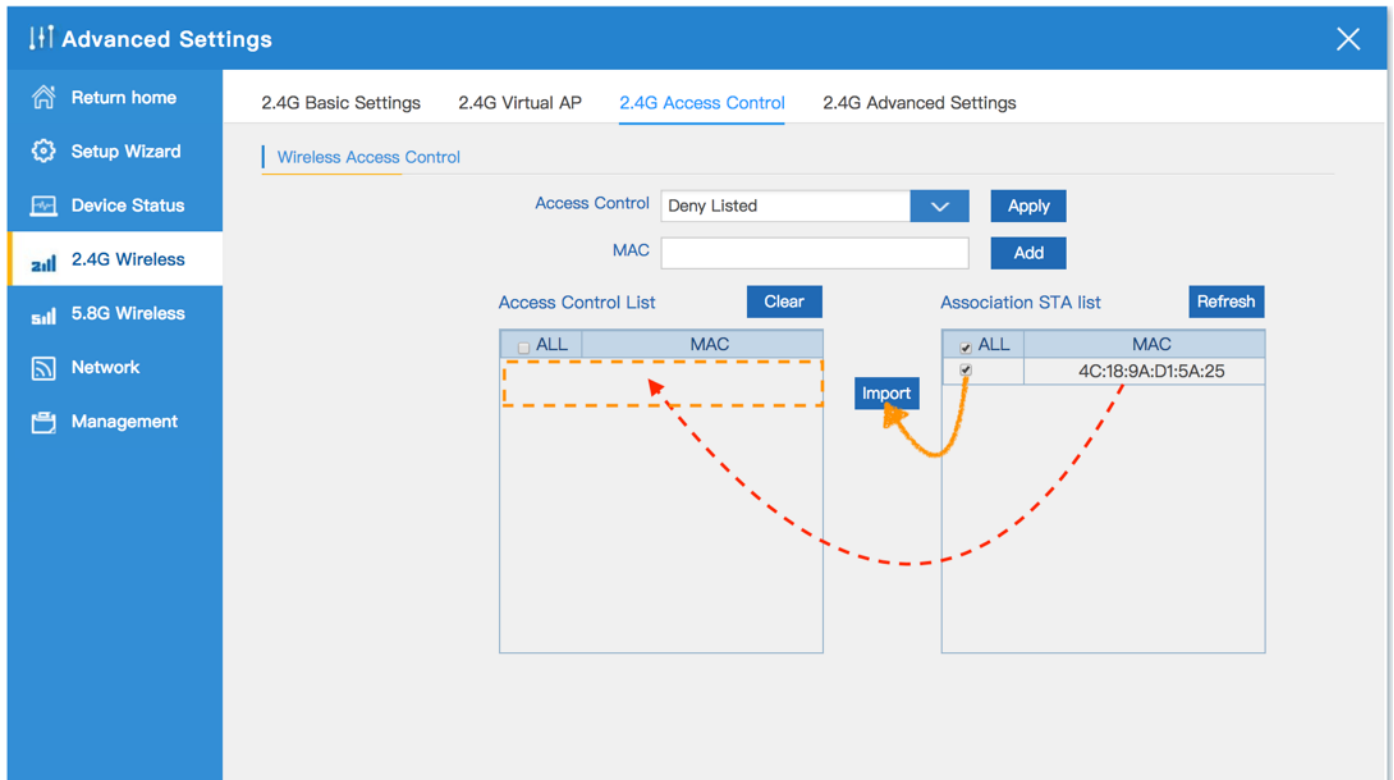 Advanced Settings
Return home
Setup Wizard
Device Status
2.4G Wireless
5.8G Wireless
Network
Management
2.4G Basic Settings 2.4G Virtual AP 2.4G Access Control 2.4G Advanced Settings
Wireless Access Control
Access Control Deny Listed Apply
MAC Add
Access Control List Clear
ALL MAC
Import
Association STA list Refresh
ALL MAC
4C:18:9A:D1:5A:25